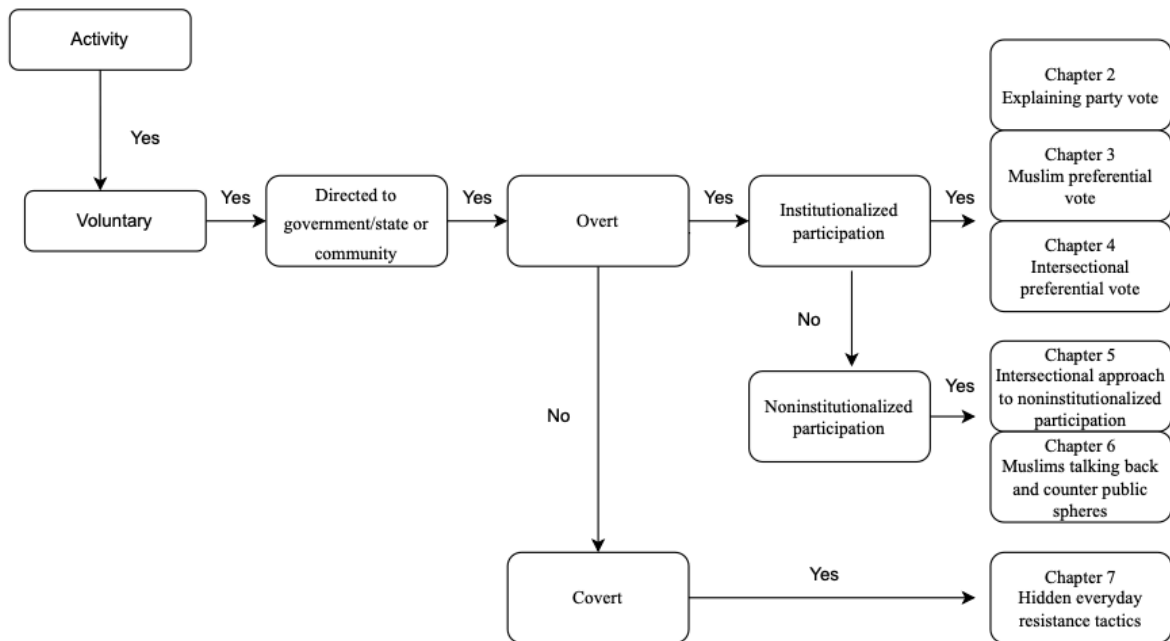 Activity
Yes
Voluntary
Yes
Directed to
government/state or
community
Yes
Overt
Yes
Institutionalized
participation
Yes
Chapter 2
Explaining party vote
Chapter 3
Muslim preferential
vote
Chapter 4
Intersectional
preferential vote
No
Noninstitutionalized
participation
Yes
Chapter 5
Intersectional approach
to noninstitutionalized
participation
Chapter 6
Muslims talking back
and counter public
spheres
No
Covert
Yes
Chapter 7
Hidden everyday
resistance tactics